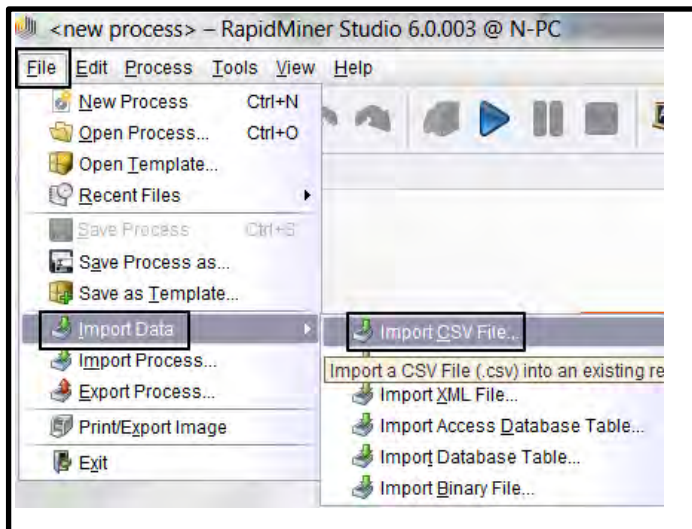 <new process> – RapidMiner Studio 6.0.003 @ N-PC
File Edit Process Tools View Help
New Process Ctrl+N
Open Process... Ctrl+O
Open Template...
Recent Files
Save Process Ctrl+S
Save Process as...
Save as Template...
Import Data
Import CSV File...
Import Process...
Import a CSV File (.csv) into an existing re
Export Process...
Import XML File...
Print/Export Image
Import Access Database Table...
Exit
Import Database Table...
Import Binary File...